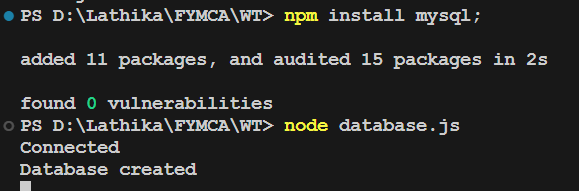 PS D:\Lathika\FYMCA\WT> npm install mysql;
added 11 packages, and audited 15 packages in 2s
found 0 vulnerabilities
PS D:\Lathika\FYMCA\WT> node database.js
Connected
Database created